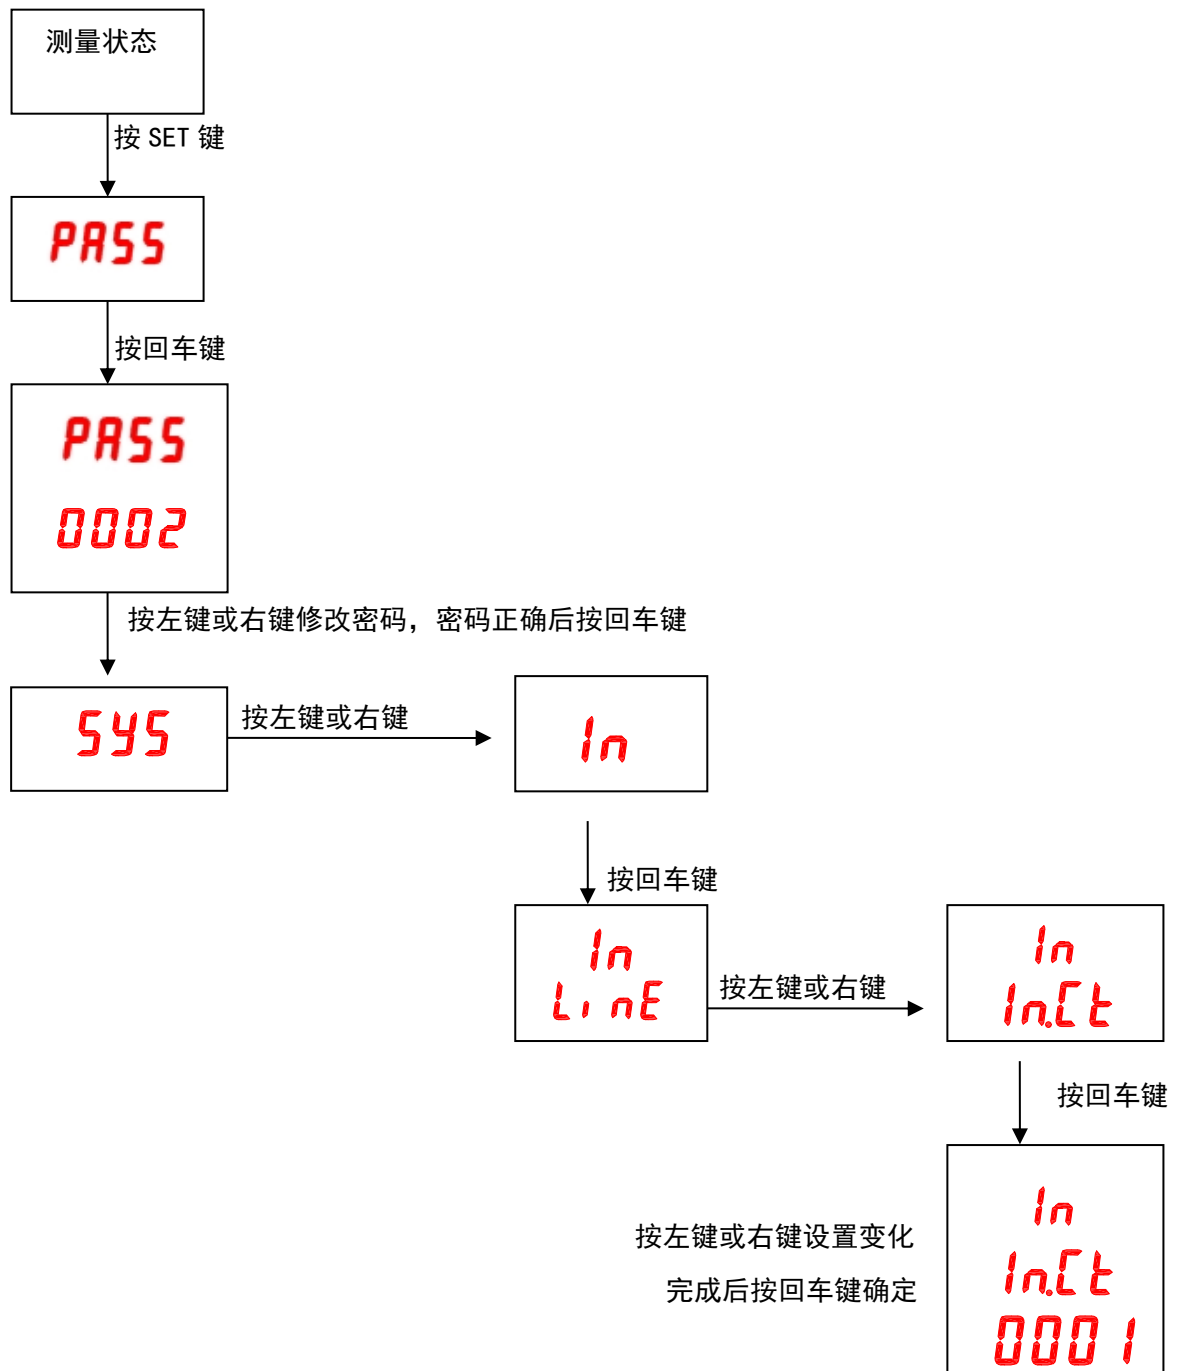 测量状态
按 SET 键
PASS
按回车键
PASS
0002
按左键或右键修改密码，密码正确后按回车键
SYS
按左键或右键
In
按回车键
In
LinE
按左键或右键
In
In.Ct
按回车键
按左键或右键设置变化
完成后按回车键确定
In
In.Ct
0001